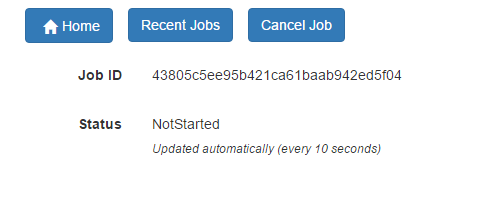 Home Recent Jobs Cancel Job
Job ID 43805c5ee95b421ca61baab942ed5f04
Status NotStarted
Updated automatically (every 10 seconds)